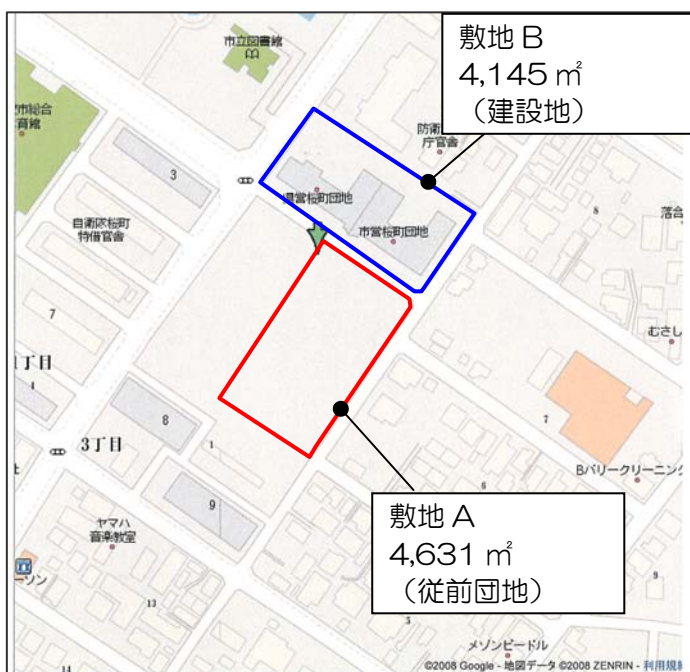 敷地 B
4,145 ㎡
（建設地）
市立図書館
市総合
育館
防衛
庁官舎
3
県営桜町団地
市営桜町団地
8
落合
自衛隊桜町
特借官舎
7
むさし
丁目
8
3丁目
1
7
Bバリークリーニング
6
9
敷地 A
4,631 ㎡
（従前団地）
ヤマハ
音楽教室
ーソン
13
9
3
メゾンビードル
14
©2008 Google - 地図データ ©2008 ZENRIN - 利用規